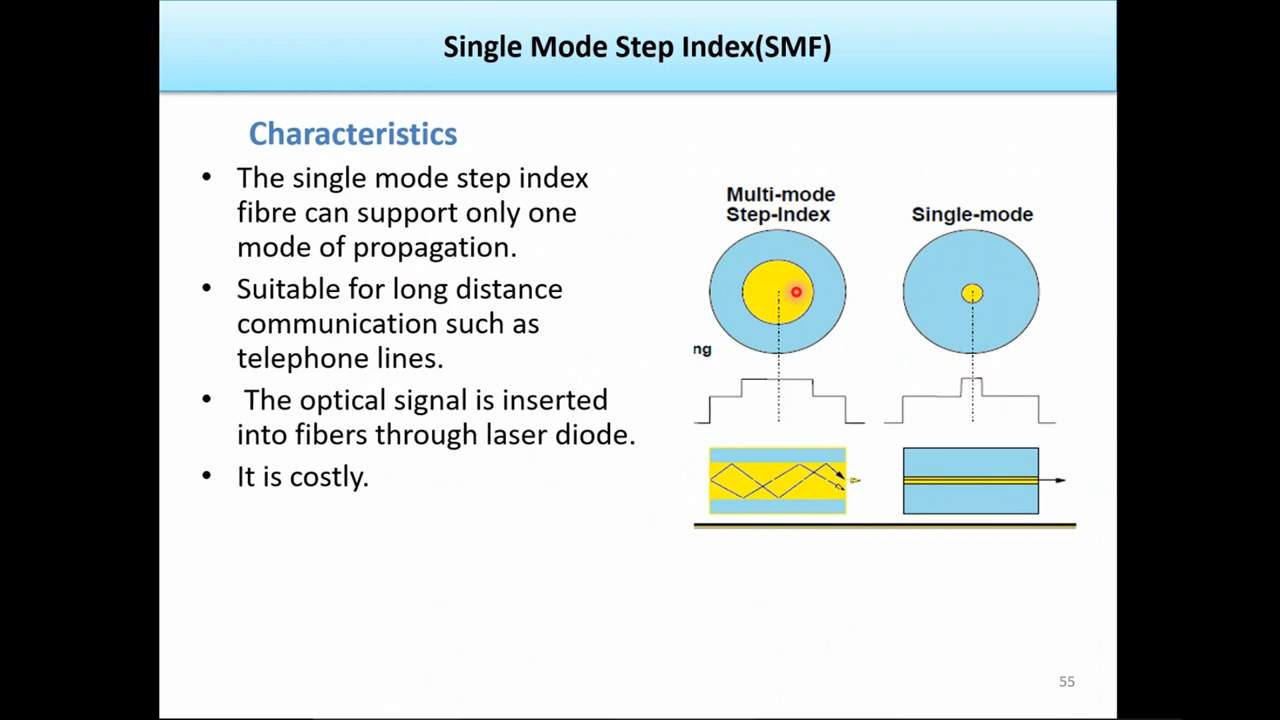 Single Mode Step Index(SMF)
Characteristics
• The single mode step index
fibre can support only one
mode of propagation.
• Suitable for long distance
communication such as
telephone lines.
• The optical signal is inserted
into fibers through laser diode.
• It is costly.
Multi-mode
Step-Index
Single-mode
ng
55